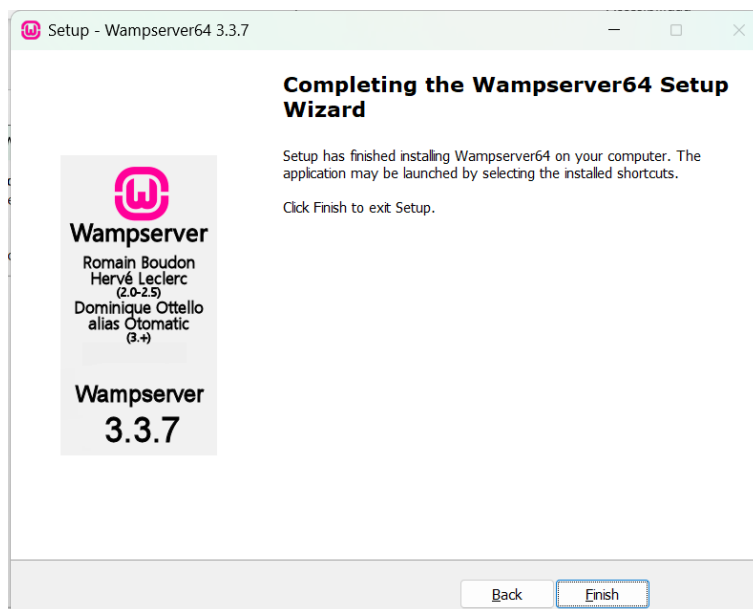 Setup - Wampserver64 3.3.7
Completing the Wampserver64 Setup
Wizard
Setup has finished installing Wampserver64 on your computer. The
application may be launched by selecting the installed shortcuts.
Click Finish to exit Setup.
Wampserver
Romain Boudon
Hervé Leclerc
(2.0-2.5)
Dominique Ottello
alias Otomatic
(3.+)
Wampserver
3.3.7
Back
Finish